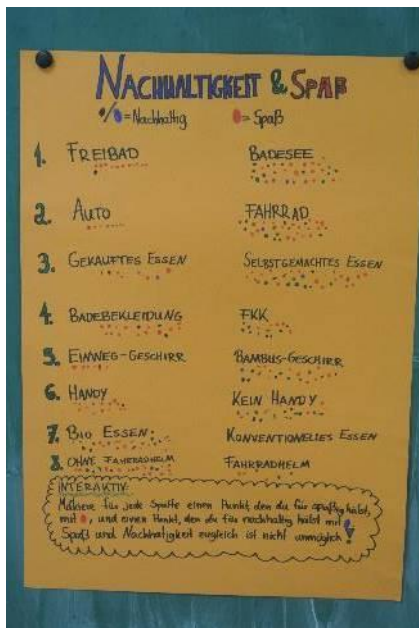 NACHHALTIGKEIT & SPAß
/ =Nachhaltig = Spaß
1. FREIBAD BADESEE
2. AUTO FAHRRAD
3. GEKAUFTES ESSEN SELBSTGEMACHTES ESSEN
4. BADEBEKLEIDUNG FKK
5. EINWEG-GESCHIRR BAMBUS-GESCHIRR
6. HANDY KEIN HANDY
7. BIO ESSEN KONVENTIONELLES ESSEN
8. OHNE FAHRRADHELM FAHRRADHELM
INTERAKTIV
Markiere für jede Spalte einen Punkt, den du für spaßig hälst,
mit , und einen Punkt, den du für nachhaltig hälst mit
Spaß und Nachhaltigkeit zugleich ist nicht unmöglich!